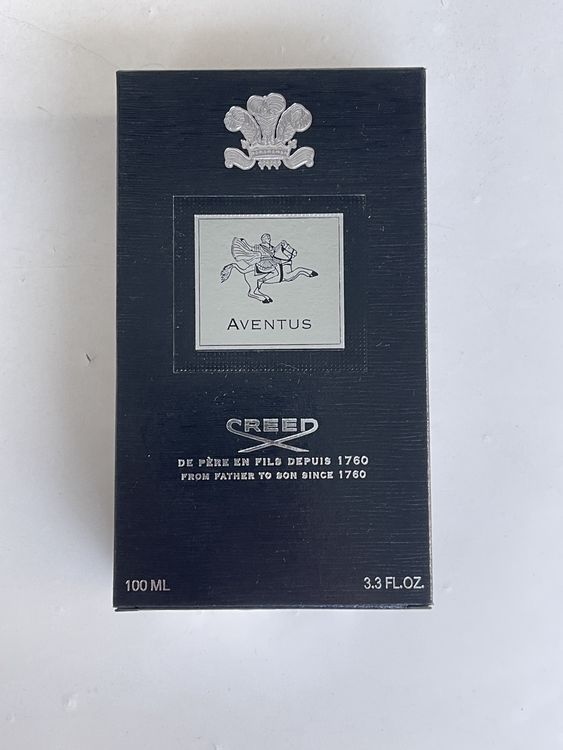 AVENTUS
CREED
DE PÈRE EN FILS DEPUIS 1760
FROM FATHER TO SON SINCE 1760
100 ML
3.3 FL.OZ.